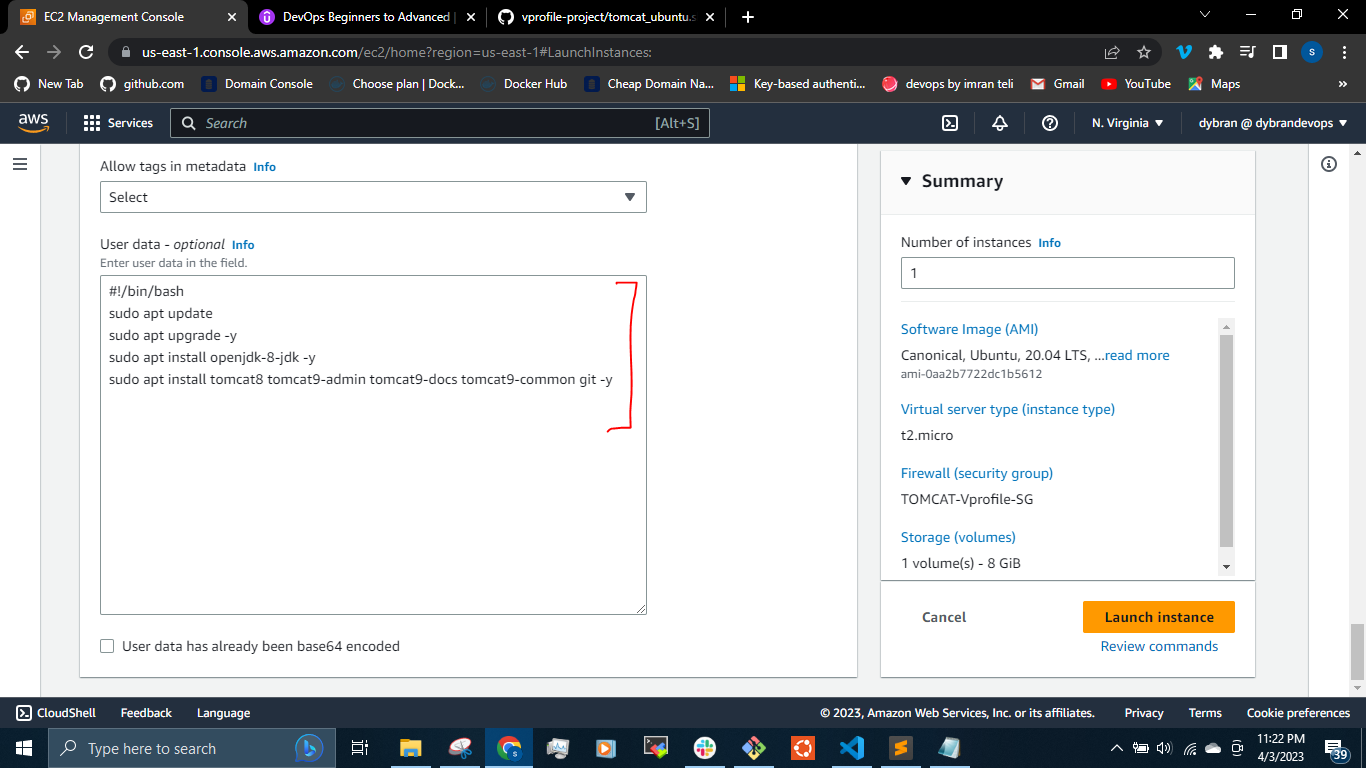 EC2 Management Console
DevOps Beginners to Advanced |
vprofile-project/tomcat_ubuntu.s
us-east-1.console.aws.amazon.com/ec2/home?region=us-east-1#LaunchInstances:
S
New Tab
github.com
Domain Console
Choose plan | Dock...
Docker Hub
Cheap Domain Na...
Key-based authenti...
devops by imran teli
Gmail
YouTube
Maps
»
aws
Services
Search
[Alt+S]
N. Virginia
dybran @ dybrandevops
Allow tags in metadata Info
Select
User data - optional Info
Enter user data in the field.
#!/bin/bash
sudo apt update
sudo apt upgrade -y
sudo apt install openjdk-8-jdk -y
sudo apt install tomcat8 tomcat9-admin tomcat9-docs tomcat9-common git -y
User data has already been base64 encoded
Summary
Number of instances Info
1
Software Image (AMI)
Canonical, Ubuntu, 20.04 LTS, ...read more
ami-0aa2b7722dc1b5612
Virtual server type (instance type)
t2.micro
Firewall (security group)
TOMCAT-Vprofile-SG
Storage (volumes)
1 volume(s) - 8 GiB
Cancel
Launch instance
Review commands
CloudShell
Feedback
Language
© 2023, Amazon Web Services, Inc. or its affiliates.
Privacy
Terms
Cookie preferences
Type here to search
11:22 PM
4/3/2023
39